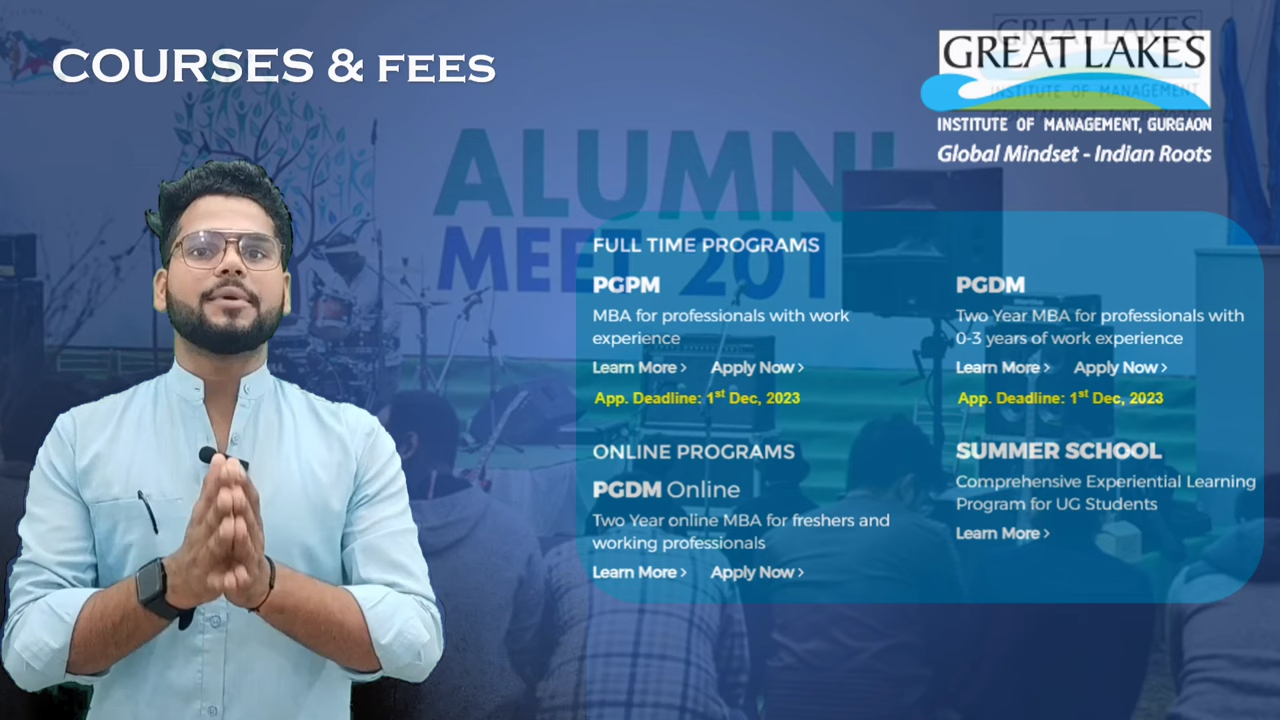 COURSES & FEES
GREAT LAKES
INSTITUTE OF MANAGEMENT, GURGAON
Global Mindset - Indian Roots
ALUMNI
MEET 201
FULL TIME PROGRAMS
PGPM
MBA for professionals with work
experience
Learn More > Apply Now >
App. Deadline: 1st Dec, 2023
PGDM
Two Year MBA for professionals with
0-3 years of work experience
Learn More > Apply Now >
App. Deadline: 1st Dec, 2023
ONLINE PROGRAMS
PGDM Online
Two Year online MBA for freshers and
working professionals
Learn More > Apply Now >
SUMMER SCHOOL
Comprehensive Experiential Learning
Program for UG Students
Learn More >